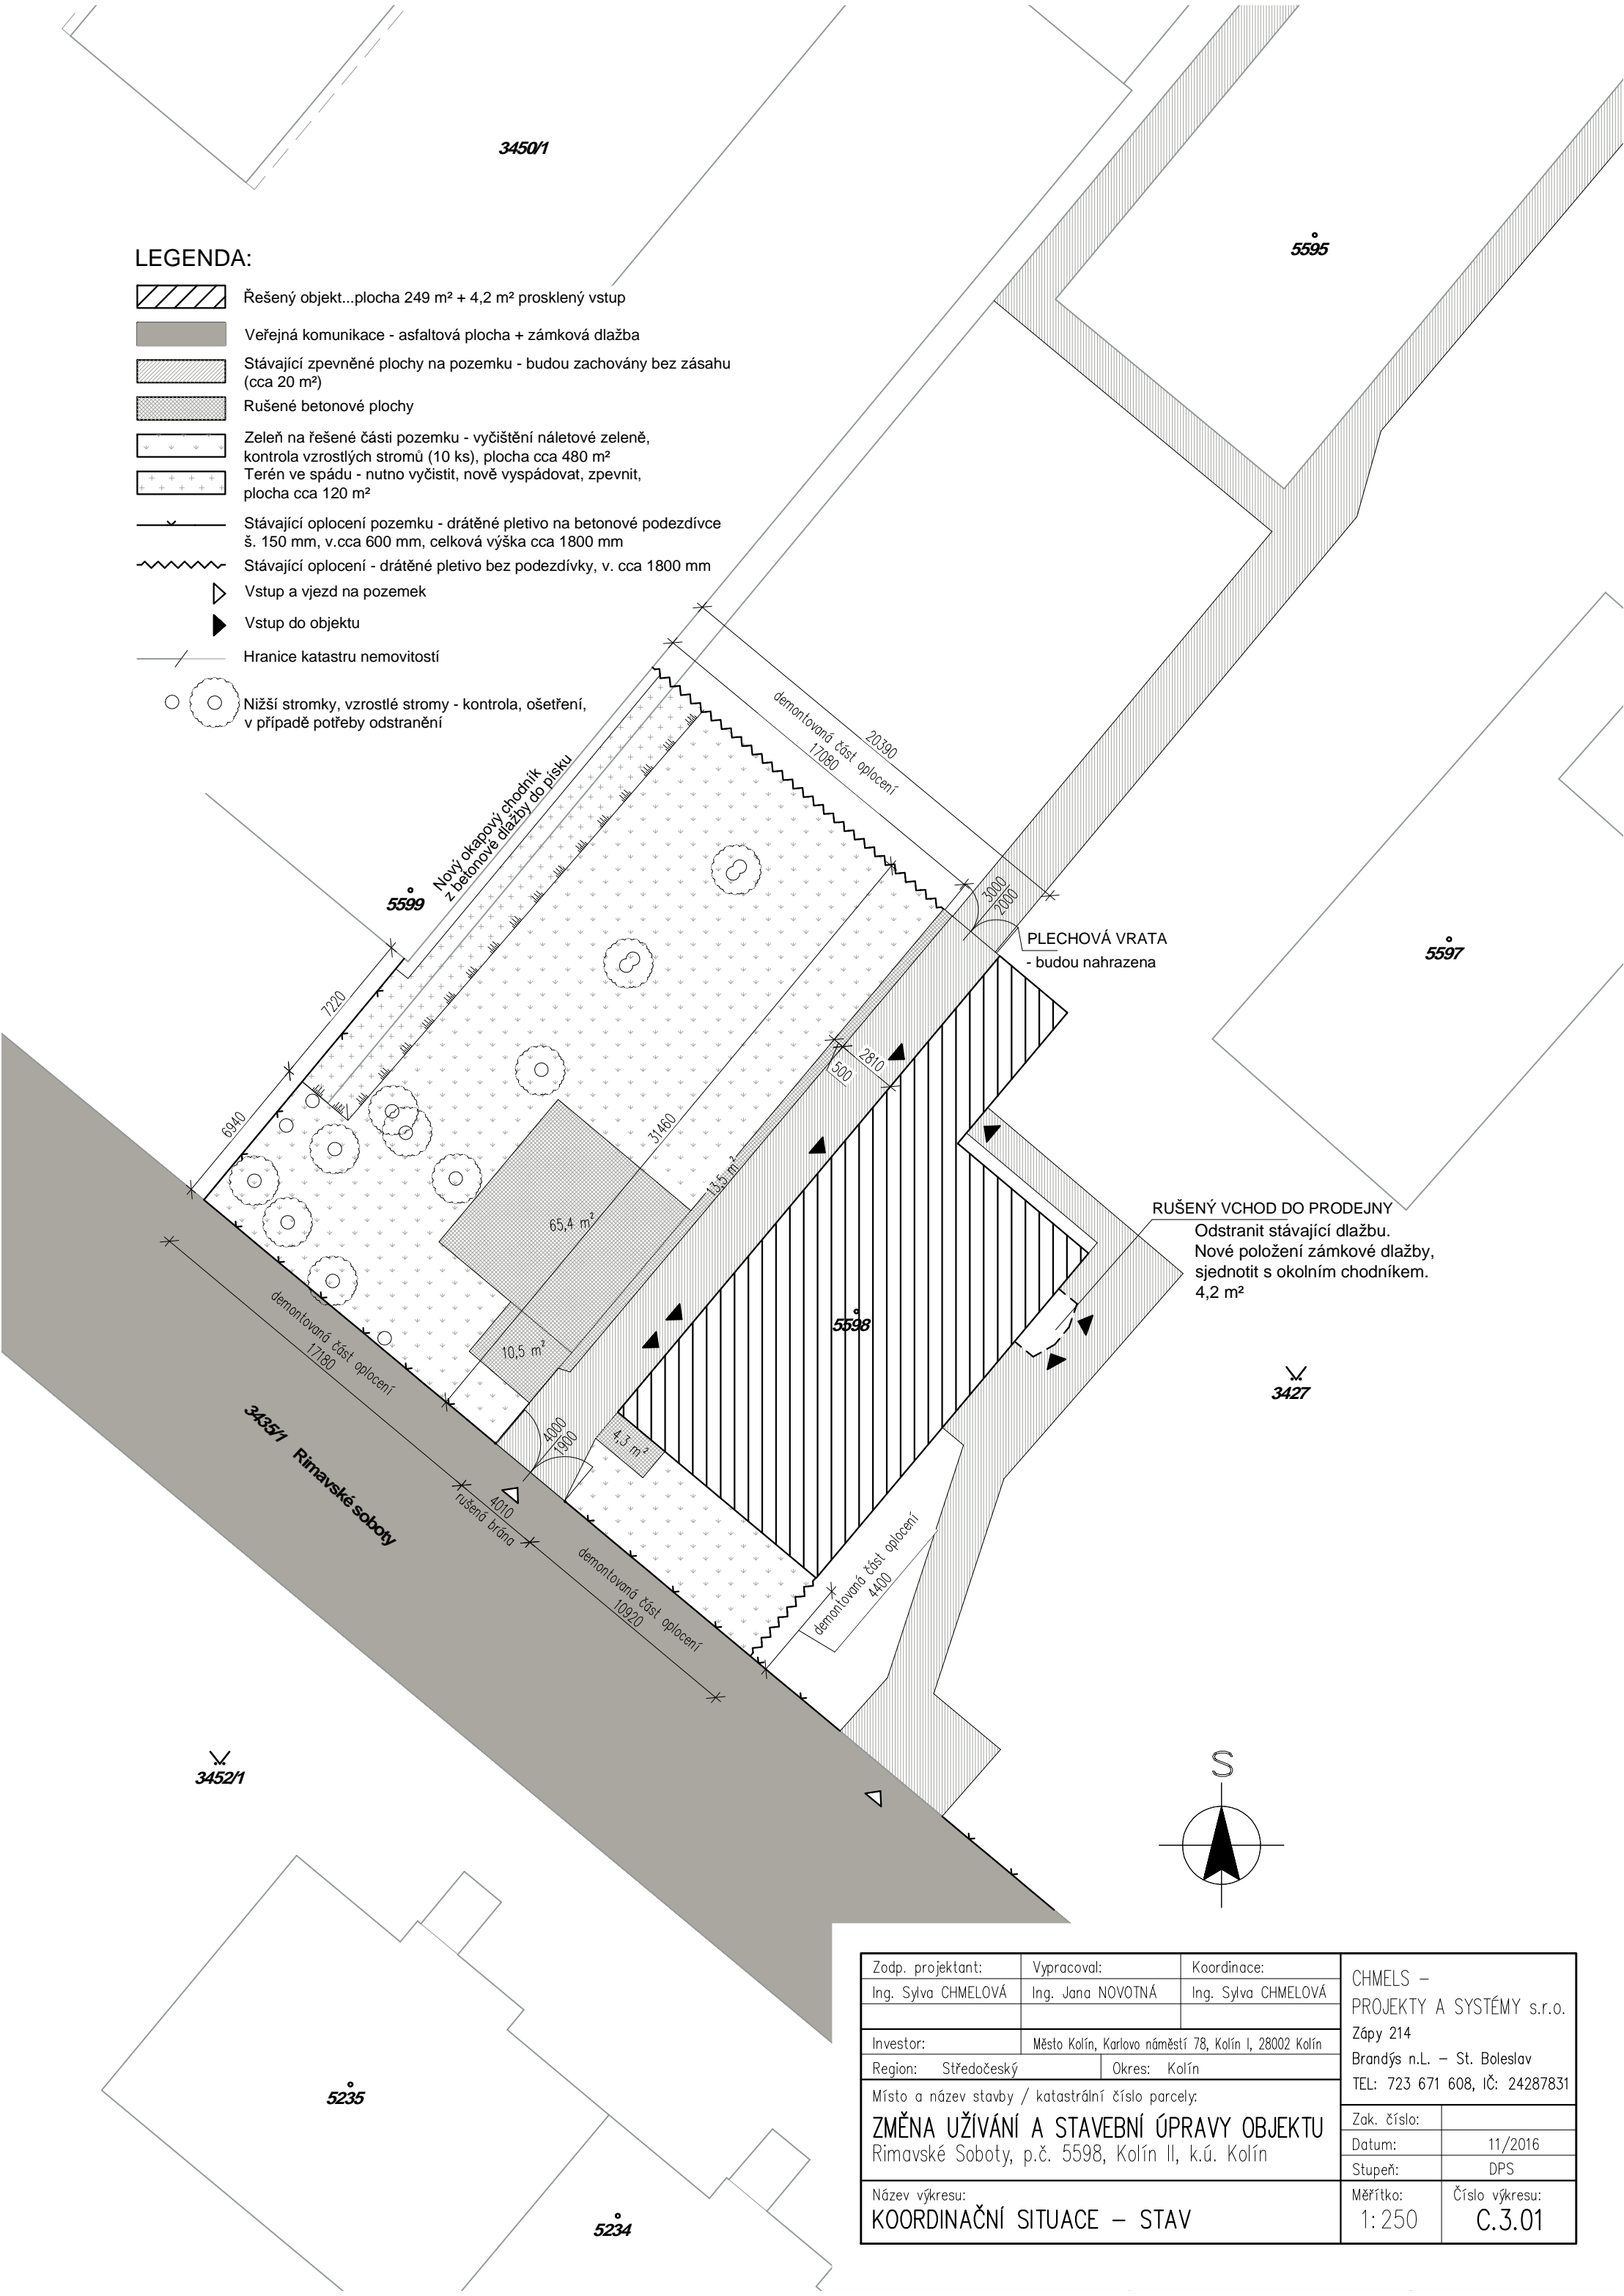 3450/1
5595
LEGENDA:
Řešený objekt...plocha 249 m² + 4,2 m² prosklený vstup
Veřejná komunikace - asfaltová plocha + zámková dlažba
Stávající zpevněné plochy na pozemku - budou zachovány bez zásahu
(cca 20 m²)
Rušené betonové plochy
Zeleň na řešené části pozemku - vyčištění náletové zeleně,
kontrola vzrostlých stromů (10 ks), plocha cca 480 m²
Terén ve spádu - nutno vyčistit, nově vyspádovat, zpevnit,
plocha cca 120 m²
Stávající oplocení pozemku - drátěné pletivo na betonové podezdívce
š. 150 mm, v.cca 600 mm, celková výška cca 1800 mm
Stávající oplocení - drátěné pletivo bez podezdívky, v. cca 1800 mm
Vstup a vjezd na pozemek
Vstup do objektu
Hranice katastru nemovitostí
Nižší stromky, vzrostlé stromy - kontrola, ošetření,
v případě potřeby odstranění
demontovaná část oplocení
17080
20390
Nový okapový chodník
z betonové dlažby do písku
5599
3000
2000
PLECHOVÁ VRATA
- budou nahrazena
5597
7220
6940
2810
500
31460
13,5 m²
65,4 m²
10,5 m²
RUŠENÝ VCHOD DO PRODEJNY
Odstranit stávající dlažbu.
Nové položení zámkové dlažby,
sjednotit s okolním chodníkem.
4,2 m²
5598
3427
demontovaná část oplocení
17180
4000
1900
4,3 m²
3435/1 Rimavské soboty
4010
rušená brána
demontovaná část oplocení
10920
demontovaná část oplocení
4400
3452/1
S
5235
5234
Zodp. projektant:
Vypracoval:
Koordinace:
Ing. Sylva CHMELOVÁ
Ing. Jana NOVOTNÁ
Ing. Sylva CHMELOVÁ
Investor:
Město Kolín, Karlovo náměstí 78, Kolín I, 28002 Kolín
Region: Středočeský
Okres: Kolín
Místo a název stavby / katastrální číslo parcely:
ZMĚNA UŽÍVÁNÍ A STAVEBNÍ ÚPRAVY OBJEKTU
Rimavské Soboty, p.č. 5598, Kolín II, k.ú. Kolín
Název výkresu:
KOORDINAČNÍ SITUACE – STAV
CHMELS –
PROJEKTY A SYSTÉMY s.r.o.
Zápy 214
Brandýs n.L. – St. Boleslav
TEL: 723 671 608, IČ: 24287831
Zak. číslo:
Datum: 11/2016
Stupeň: DPS
Měřítko:
1:250
Číslo výkresu:
C.3.01